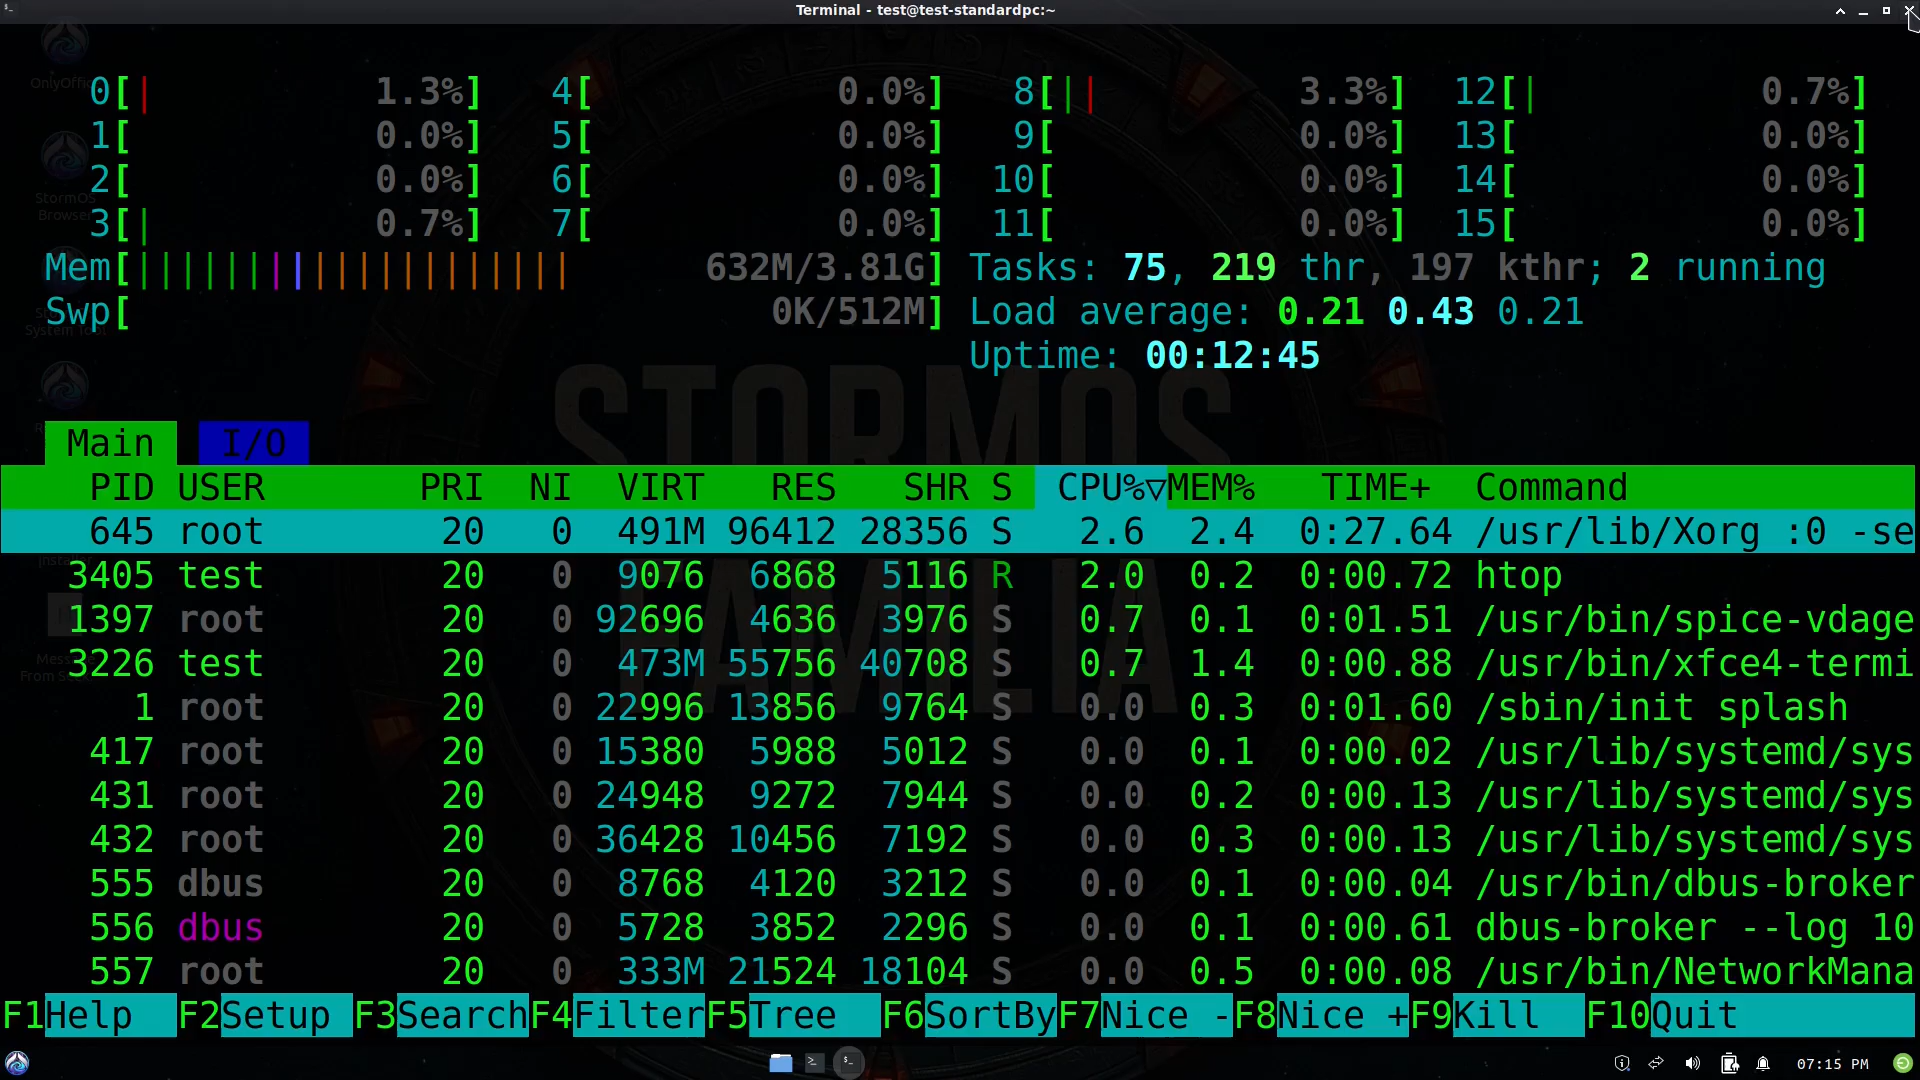 Terminal - test@test-standardpc:~
0[| 1.3%] 4[ 0.0%] 8[|| 3.3%] 12[| 0.7%]
1[ 0.0%] 5[ 0.0%] 9[ 0.0%] 13[ 0.0%]
2[ 0.0%] 6[ 0.0%] 10[ 0.0%] 14[ 0.0%]
3[| 0.7%] 7[ 0.0%] 11[ 0.0%] 15[ 0.0%]
Mem[|||||||||||||||||||| 632M/3.81G] Tasks: 75, 219 thr, 197 kthr; 2 running
Swp[ 0K/512M] Load average: 0.21 0.43 0.21
Uptime: 00:12:45
Main I/O
PID USER PRI NI VIRT RES SHR S CPU%▽MEM% TIME+ Command
645 root 20 0 491M 96412 28356 S 2.6 2.4 0:27.64 /usr/lib/Xorg :0 -se
3405 test 20 0 9076 6868 5116 R 2.0 0.2 0:00.72 htop
1397 root 20 0 92696 4636 3976 S 0.7 0.1 0:01.51 /usr/bin/spice-vdage
3226 test 20 0 473M 55756 40708 S 0.7 1.4 0:00.88 /usr/bin/xfce4-termi
1 root 20 0 22996 13856 9764 S 0.0 0.3 0:01.60 /sbin/init splash
417 root 20 0 15380 5988 5012 S 0.0 0.1 0:00.02 /usr/lib/systemd/sys
431 root 20 0 24948 9272 7944 S 0.0 0.2 0:00.13 /usr/lib/systemd/sys
432 root 20 0 36428 10456 7192 S 0.0 0.3 0:00.13 /usr/lib/systemd/sys
555 dbus 20 0 8768 4120 3212 S 0.0 0.1 0:00.04 /usr/bin/dbus-broker
556 dbus 20 0 5728 3852 2296 S 0.0 0.1 0:00.61 dbus-broker --log 10
557 root 20 0 333M 21524 18104 S 0.0 0.5 0:00.08 /usr/bin/NetworkMana
F1Help F2Setup F3SearchF4FilterF5Tree F6SortByF7Nice -F8Nice +F9Kill F10Quit
07:15 PM
STORMOS
FAMILIA
StormOS
Browser